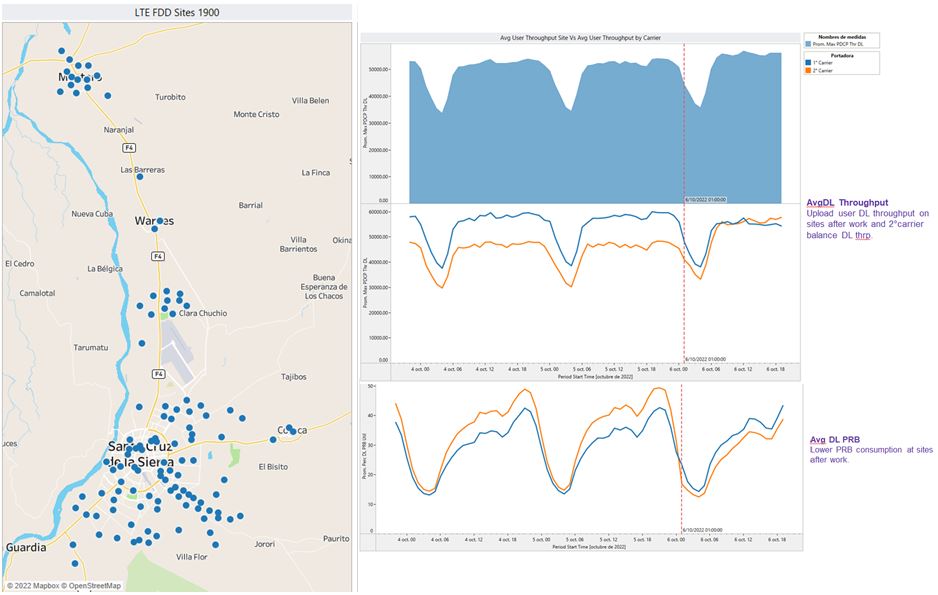 LTE FDD Sites 1900
Turobito
Villa Belen
Monte Cristo
Naranjal
F4
Las Barreras
La Finca
Nueva Cuba
Barrial
Warnes
Villa
Barrientos
Okina
F4
El Cedro
La Bélgica
Buena
Esperanza de
Los Chacos
Camalotal
Clara Chuchio
Tarumatu
F4
Tajibos
Santa Cruz
de la Sierra
El Bisito
Guardia
Villa Flor
Jorori
Paurito
© 2022 Mapbox © OpenStreetMap
Avg User Throughput Site Vs Avg User Throughput by Carrier
Nombres de medidas
Prom. Max PDCP Thr DL
Portadora
1° Carrier
2° Carrier
Prom. Max PDCP Thr DL
50000.00
40000.00
30000.00
20000.00
10000.00
0.00
6/10/2022 01:00:00
Prom. Max PDCP Thr DL
60000.00
50000.00
40000.00
30000.00
20000.00
10000.00
0.00
6/10/2022 01:00:00
4 oct. 00 4 oct. 06 4 oct. 12 4 oct. 18 5 oct. 00 5 oct. 06 5 oct. 12 5 oct. 18 6 oct. 00 6 oct. 06 6 oct. 12 6 oct. 18
Period Start Time [octubre de 2022]
AvgDL Throughput
Upload user DL throughput on
sites after work and 2°carrier
balance DL thrp.
50
40
30
20
10
0
6/10/2022 01:00:00
4 oct. 00 4 oct. 06 4 oct. 12 4 oct. 18 5 oct. 00 5 oct. 06 5 oct. 12 5 oct. 18 6 oct. 00 6 oct. 06 6 oct. 12 6 oct. 18
Period Start Time [octubre de 2022]
Avg DL PRB
Lower PRB consumption at sites
after work.